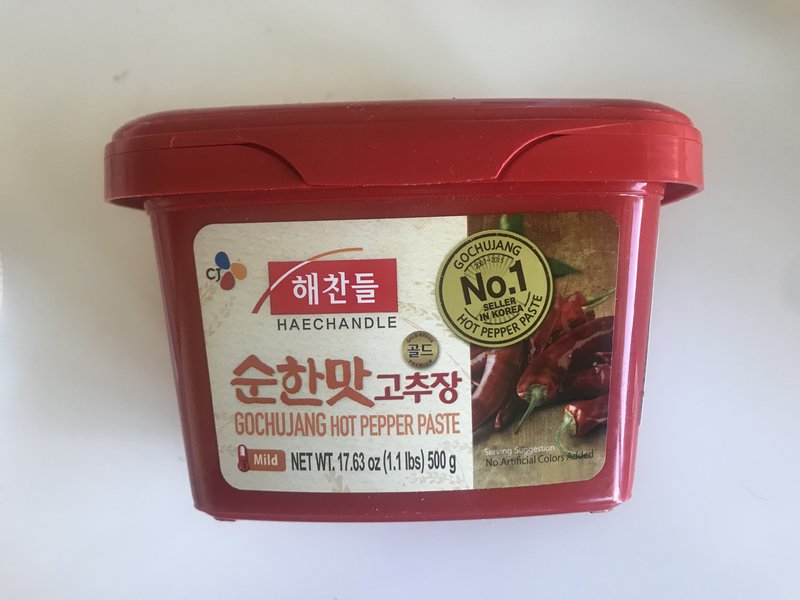 CJ
해찬들
HAECHANDLE
GOCHUJANG
2007~2015
No.1
SELLER
IN KOREA
HOT PEPPER PASTE
골드
순한맛 고추장
GOCHUJANG HOT PEPPER PASTE
Mild NET WT. 17.63 oz (1.1 lbs) 500 g
Serving Suggestion
No Artificial Colors Added